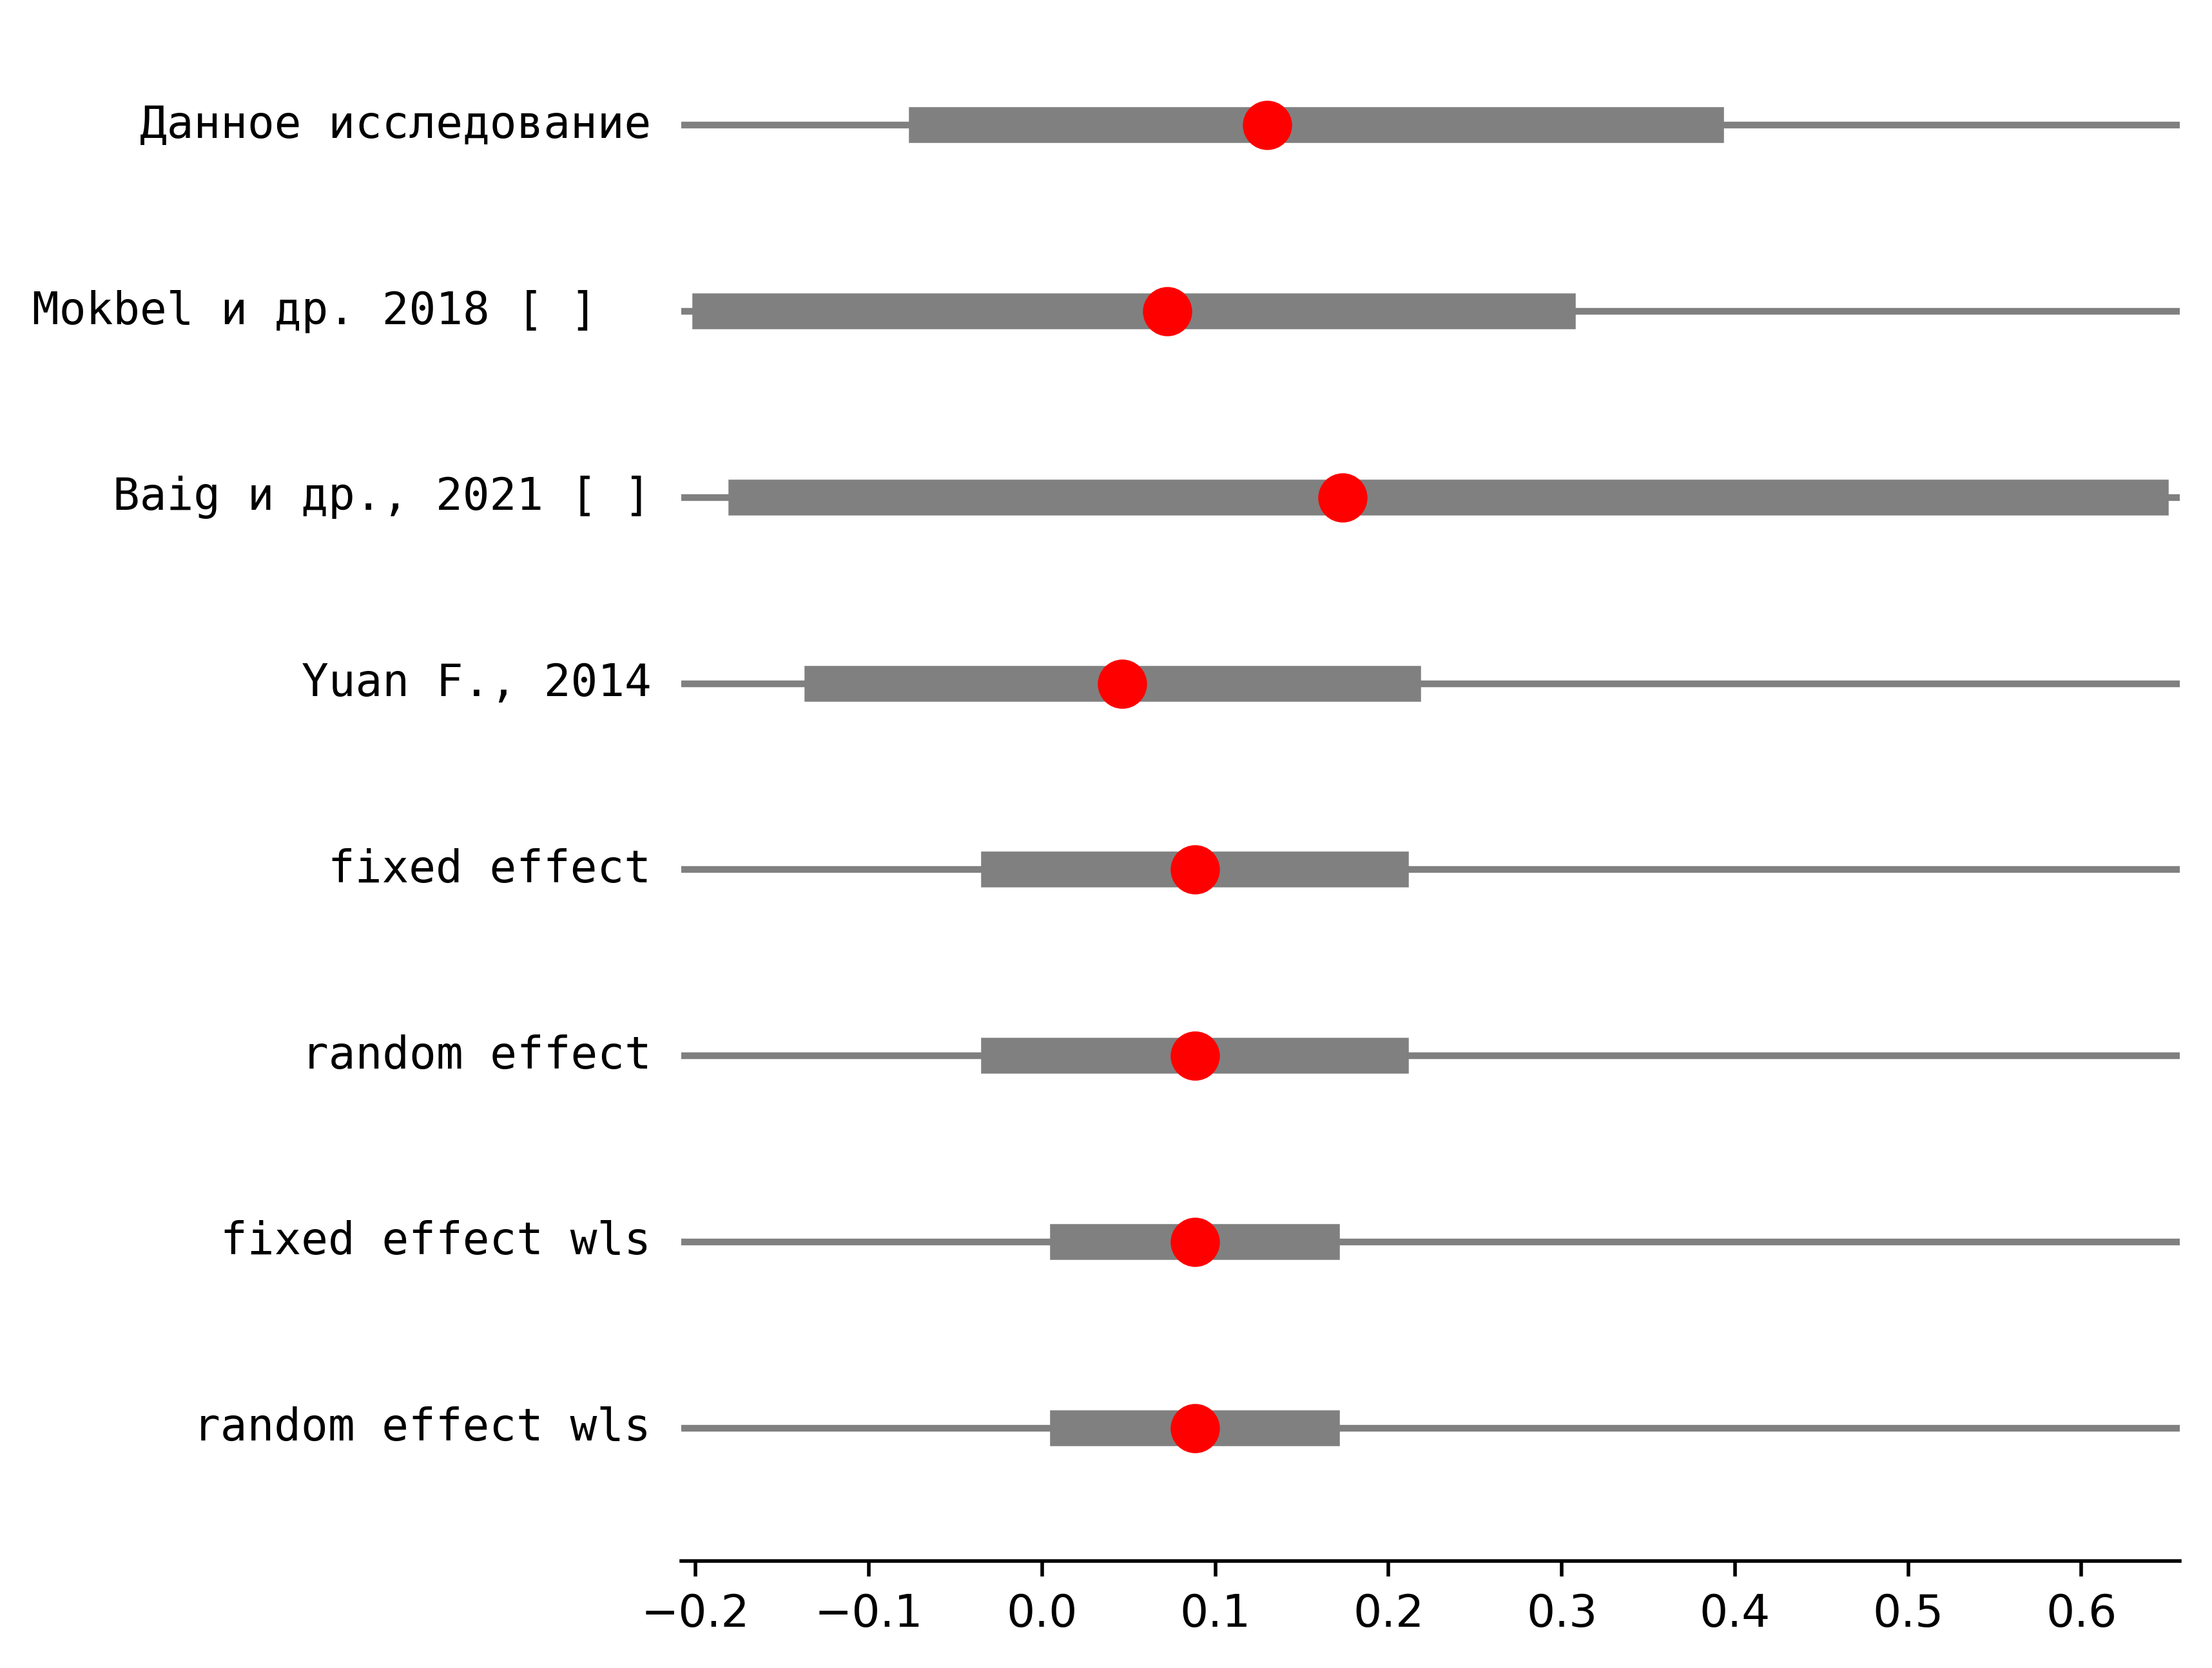 Данное исследование
Mokbel и др. 2018 [ ]
Baig и др., 2021 [ ]
Yuan F., 2014
fixed effect
random effect
fixed effect wls
random effect wls
−0.2 −0.1 0.0 0.1 0.2 0.3 0.4 0.5 0.6